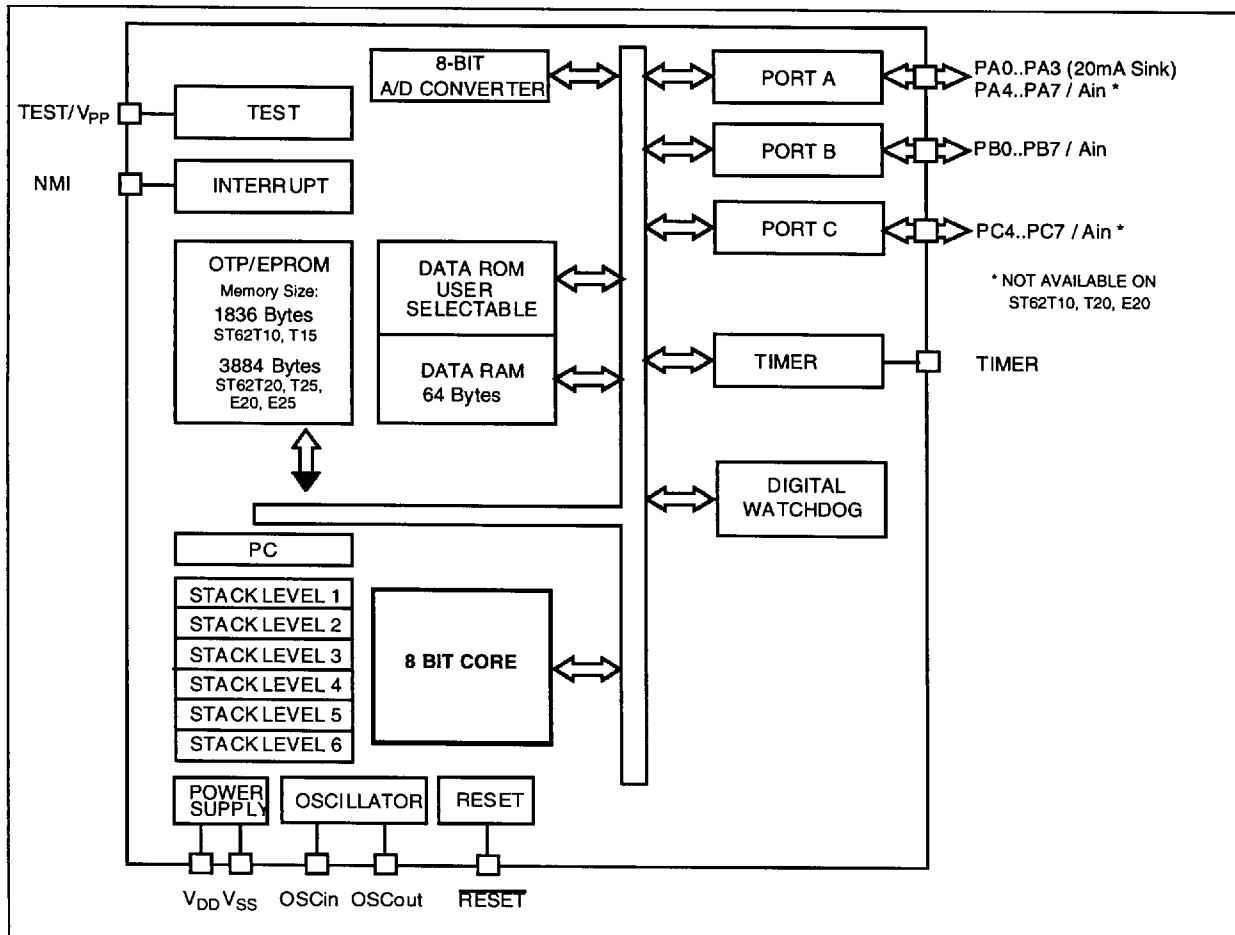 8-BIT
A/D CONVERTER
PORT A
PA0..PA3 (20mA Sink)
PA4..PA7 / Ain *
TEST/VPP
TEST
PORT B
PB0..PB7 / Ain
NMI
INTERRUPT
PORT C
PC4..PC7 / Ain *
OTP/EPROM
Memory Size:
1836 Bytes
ST62T10, T15
3884 Bytes
ST62T20, T25,
E20, E25
DATA ROM
USER
SELECTABLE
* NOT AVAILABLE ON
ST62T10, T20, E20
DATA RAM
64 Bytes
TIMER
TIMER
DIGITAL
WATCHDOG
PC
STACK LEVEL 1
STACK LEVEL 2
STACK LEVEL 3
STACK LEVEL 4
STACK LEVEL 5
STACK LEVEL 6
8 BIT CORE
POWER
SUPPLY
OSCILLATOR
RESET
VDD VSS OSCin OSCout RESET